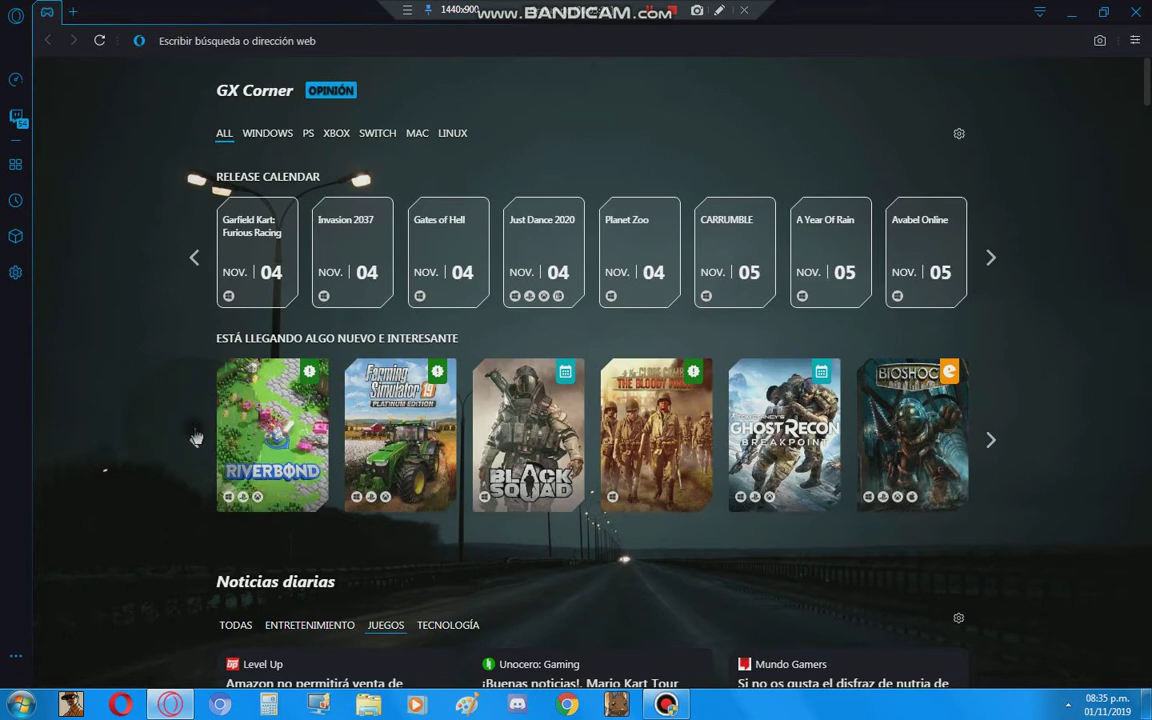 1440x900
www.BANDICAM.com
Escribir búsqueda o dirección web
54
GX Corner OPINIÓN
ALL WINDOWS PS XBOX SWITCH MAC LINUX
RELEASE CALENDAR
Garfield Kart:
Furious Racing
NOV. 04
Invasion 2037
NOV. 04
Gates of Hell
NOV. 04
Just Dance 2020
NOV. 04
Planet Zoo
NOV. 04
CARRUMBLE
NOV. 05
A Year Of Rain
NOV. 05
Avabel Online
NOV. 05
ESTÁ LLEGANDO ALGO NUEVO E INTERESANTE
RIVERBOND
Farming
Simulator 19
PLATINUM EDITION
BLACK
SQUAD
THE BLOODY
GHOST RECON
BREAKPOINT
BIOSHOCK
Noticias diarias
TODAS ENTRETENIMIENTO JUEGOS TECNOLOGÍA
Level Up
Amazon no permitirá venta de
Unocero: Gaming
¡Buenas noticias!, Mario Kart Tour
Mundo Gamers
Si no os gusta el disfraz de nutria de
08:35 p.m.
01/11/2019